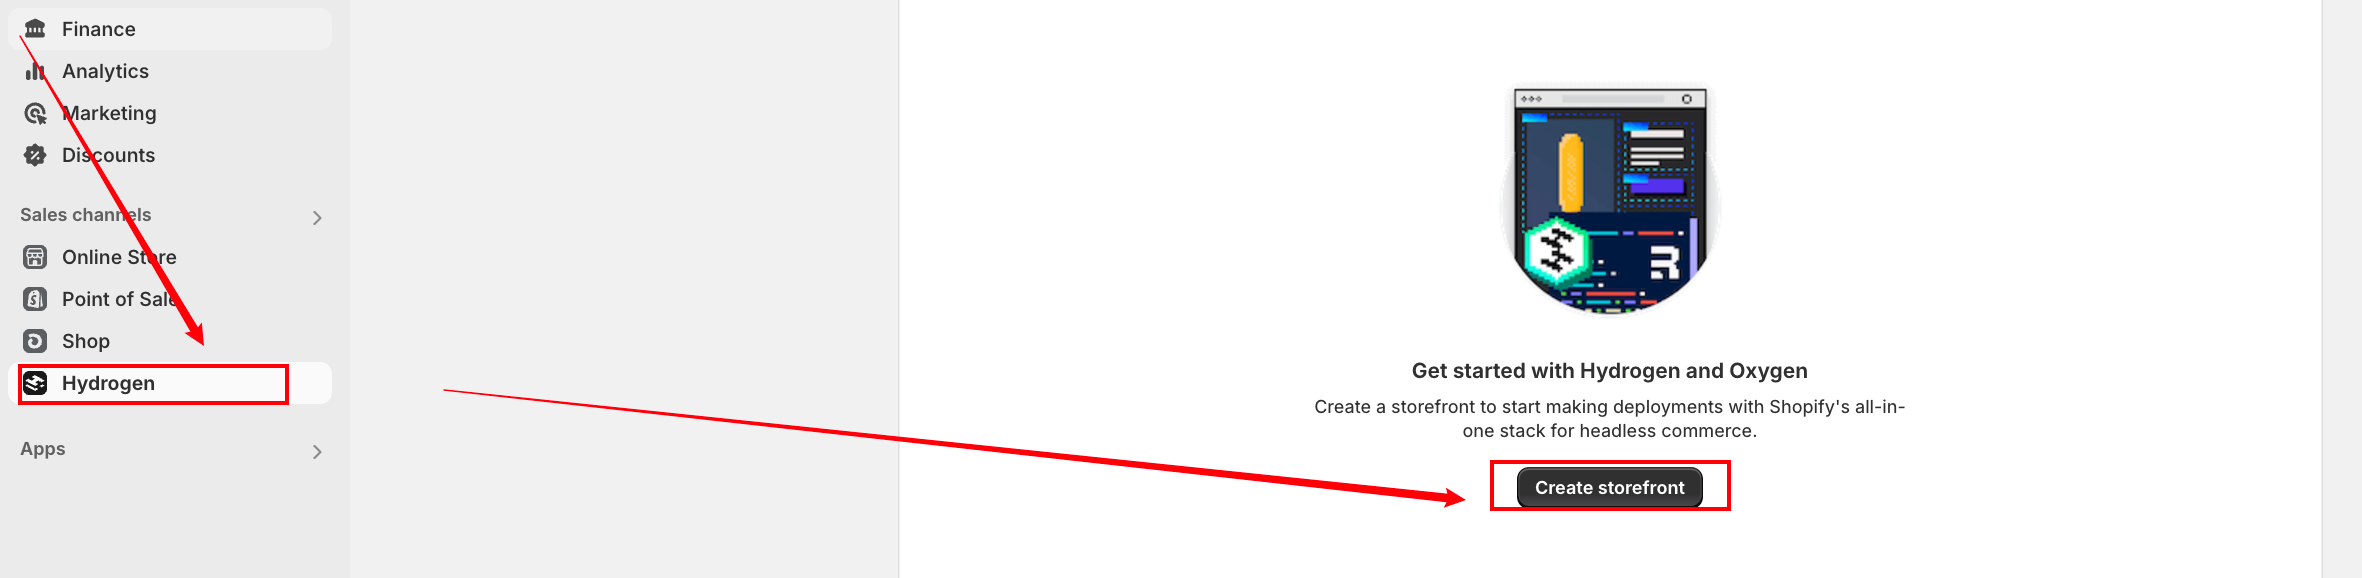 Finance
Analytics
Marketing
Discounts
Sales channels
Online Store
Point of Sale
Shop
Hydrogen
Apps
Get started with Hydrogen and Oxygen
Create a storefront to start making deployments with Shopify's all-in-
one stack for headless commerce.
Create storefront